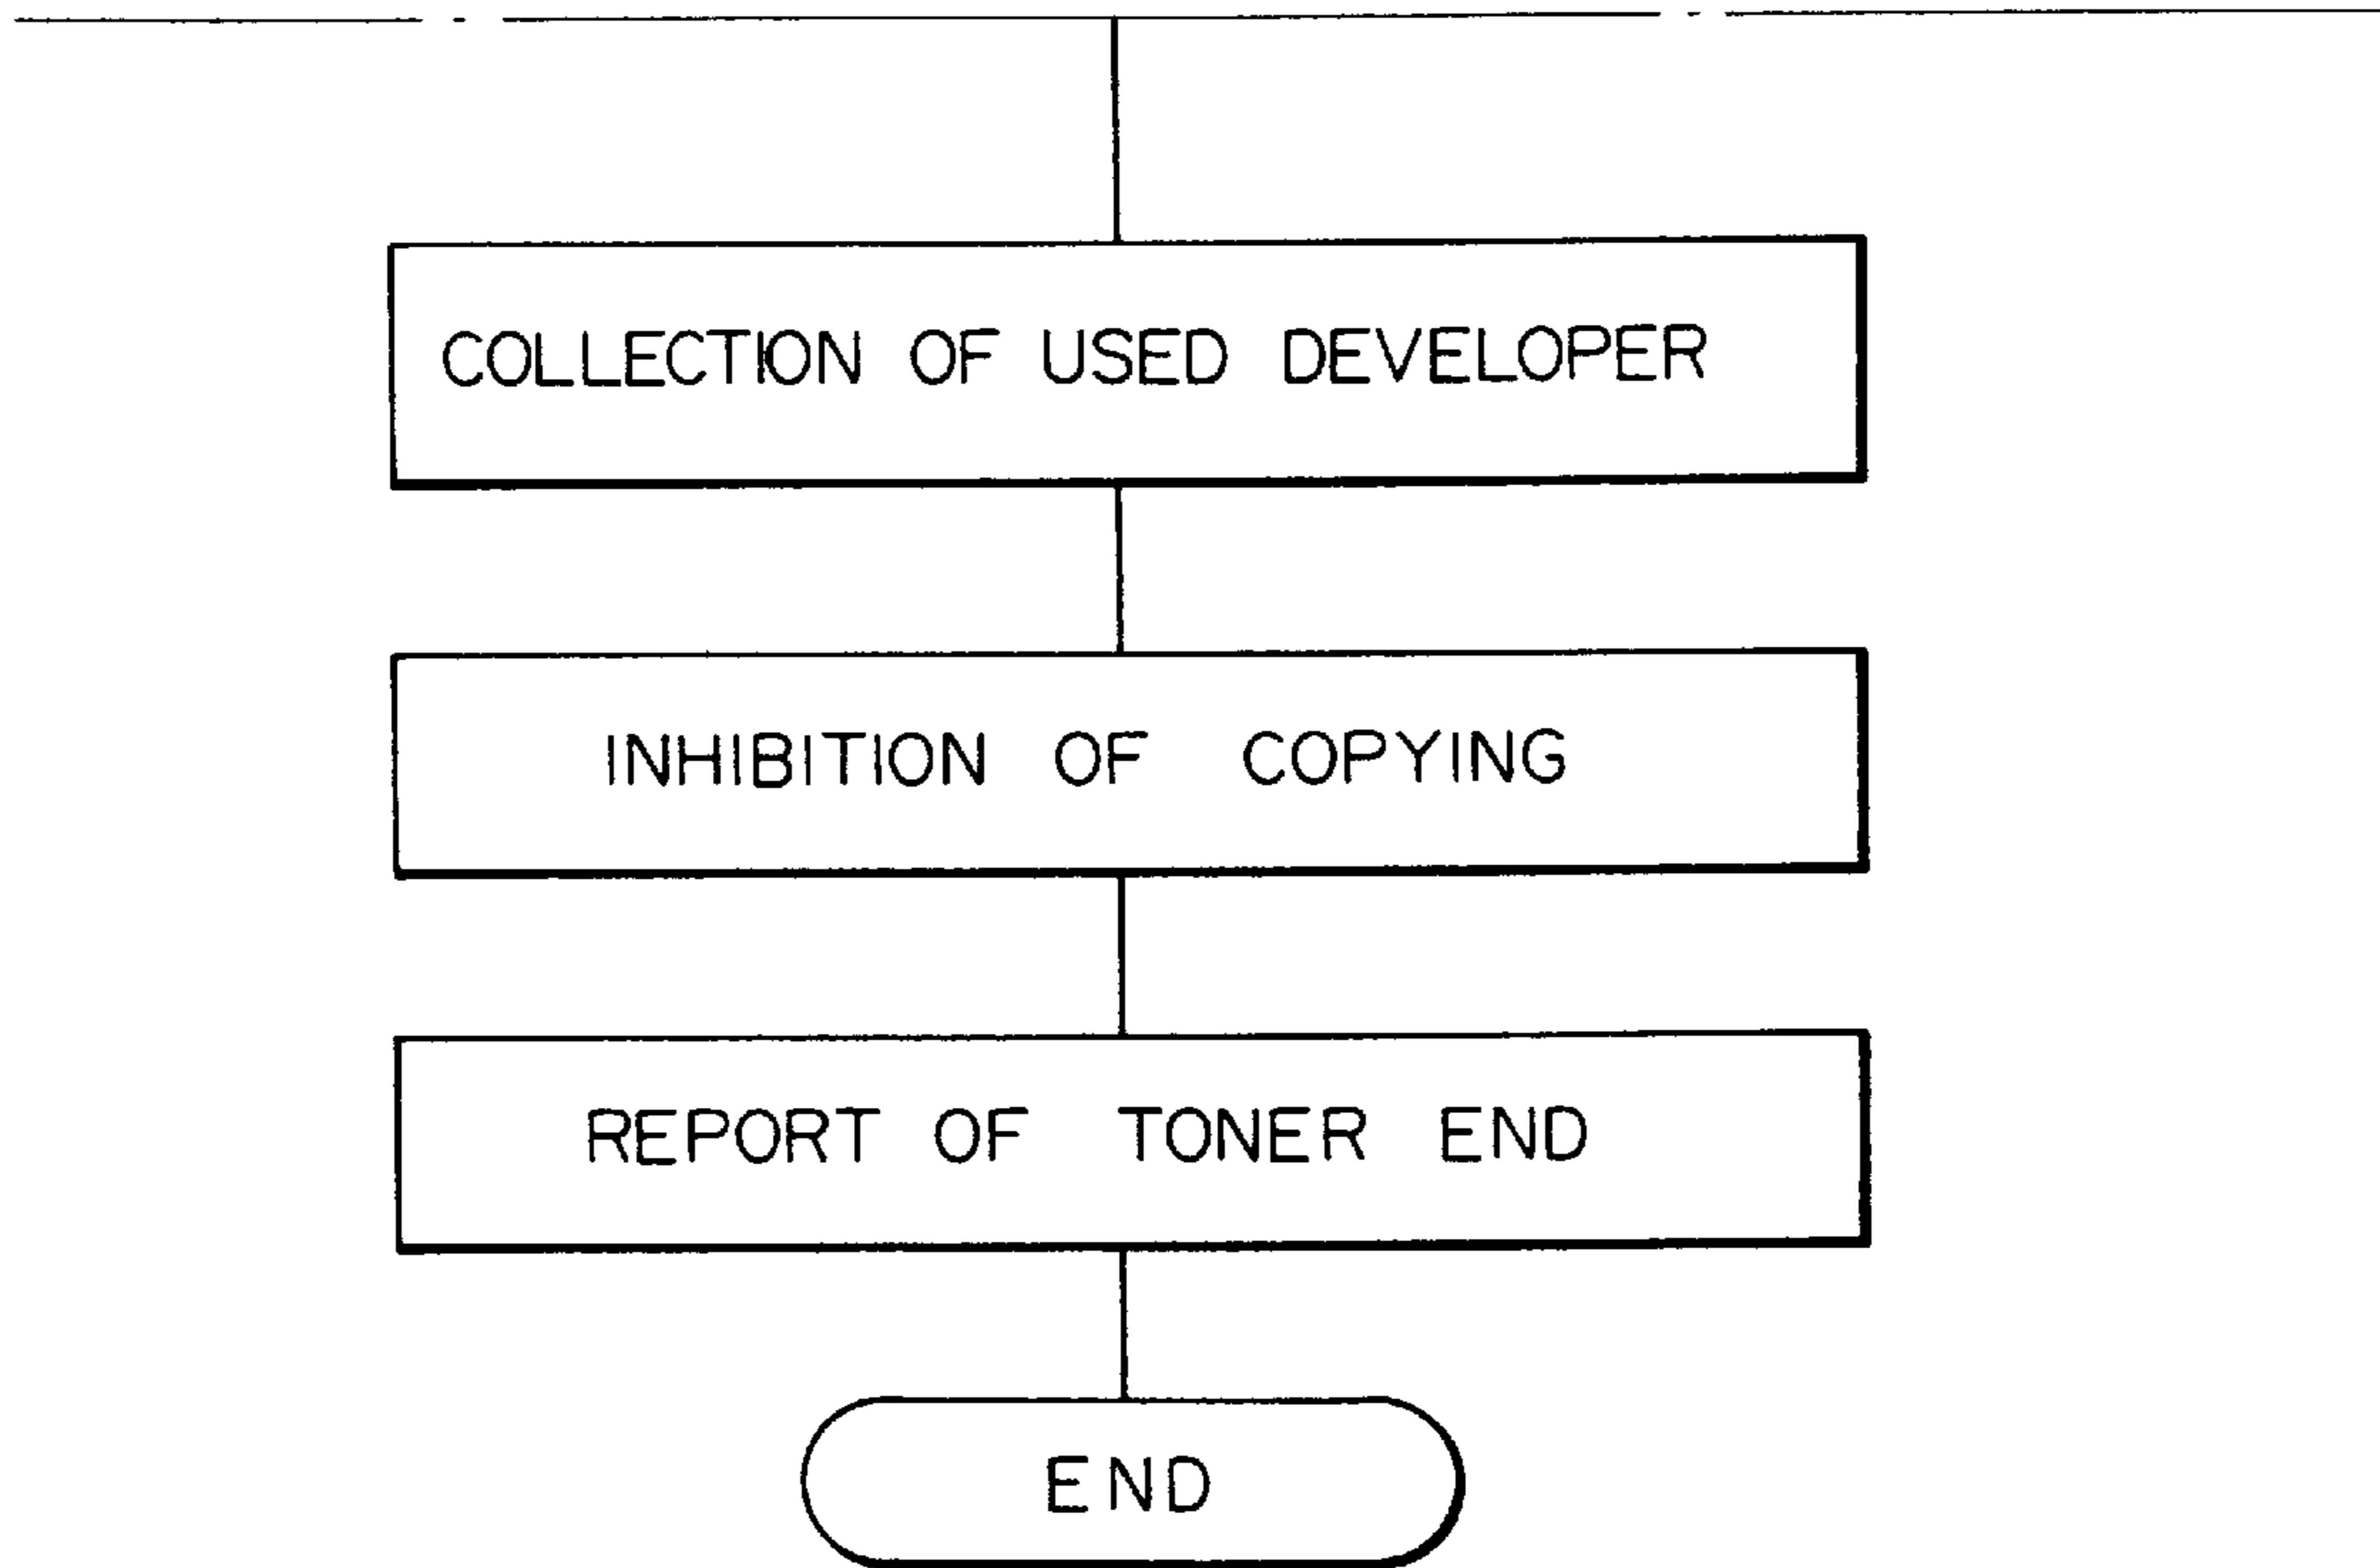 COLLECTION OF USED DEVELOPER
INHIBITION OF COPYING
REPORT OF TONER END
END